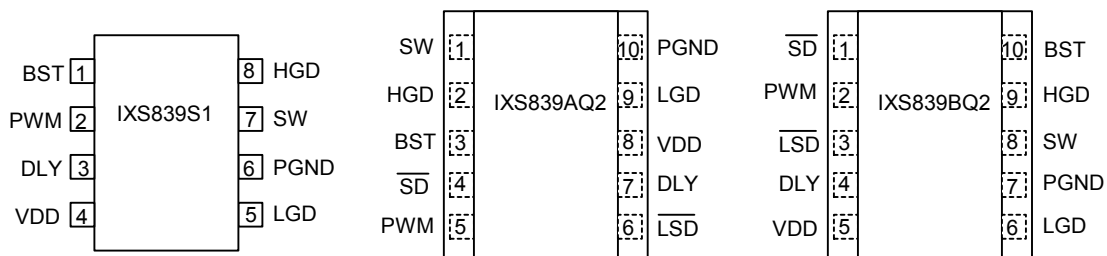 BST 1 IXS839S1 8 HGD
PWM 2 7 SW
DLY 3 6 PGND
VDD 4 5 LGD
SW 1 IXS839AQ2 10 PGND
HGD 2 9 LGD
BST 3 8 VDD
SD 4 7 DLY
PWM 5 6 LSD
SD 1 IXS839BQ2 10 BST
PWM 2 9 HGD
LSD 3 8 SW
DLY 4 7 PGND
VDD 5 6 LGD